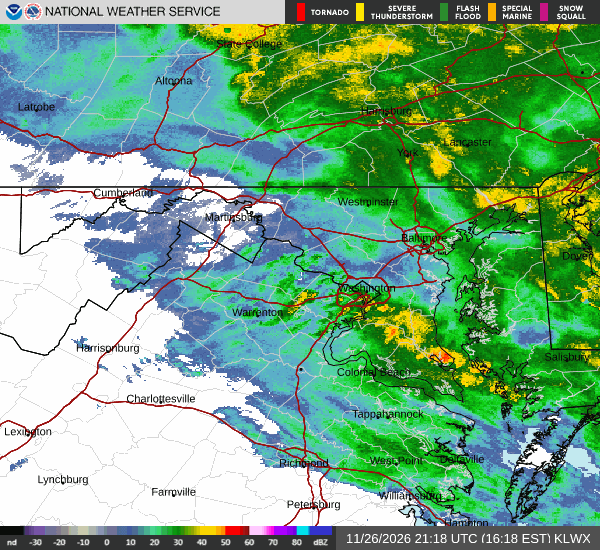 NATIONAL WEATHER SERVICE
TORNADO
SEVERE THUNDERSTORM
FLASH FLOOD
SPECIAL MARINE
SNOW SQUALL
State College
Altoona
Latrobe
Harrisburg
Lancaster
York
Cumberland
Martinsburg
Westminster
Baltimore
Dover
Washington
Warrenton
Harrisonburg
Salisbury
Colonial Beach
Charlottesville
Tappahannock
Lexington
Richmond
West Point
Deltaville
Lynchburg
Farmville
Williamsburg
Petersburg
Hampton
nd -30 -20 -10 0 10 20 30 40 50 60 70 80 dBZ
11/26/2026 21:18 UTC (16:18 EST) KLWX